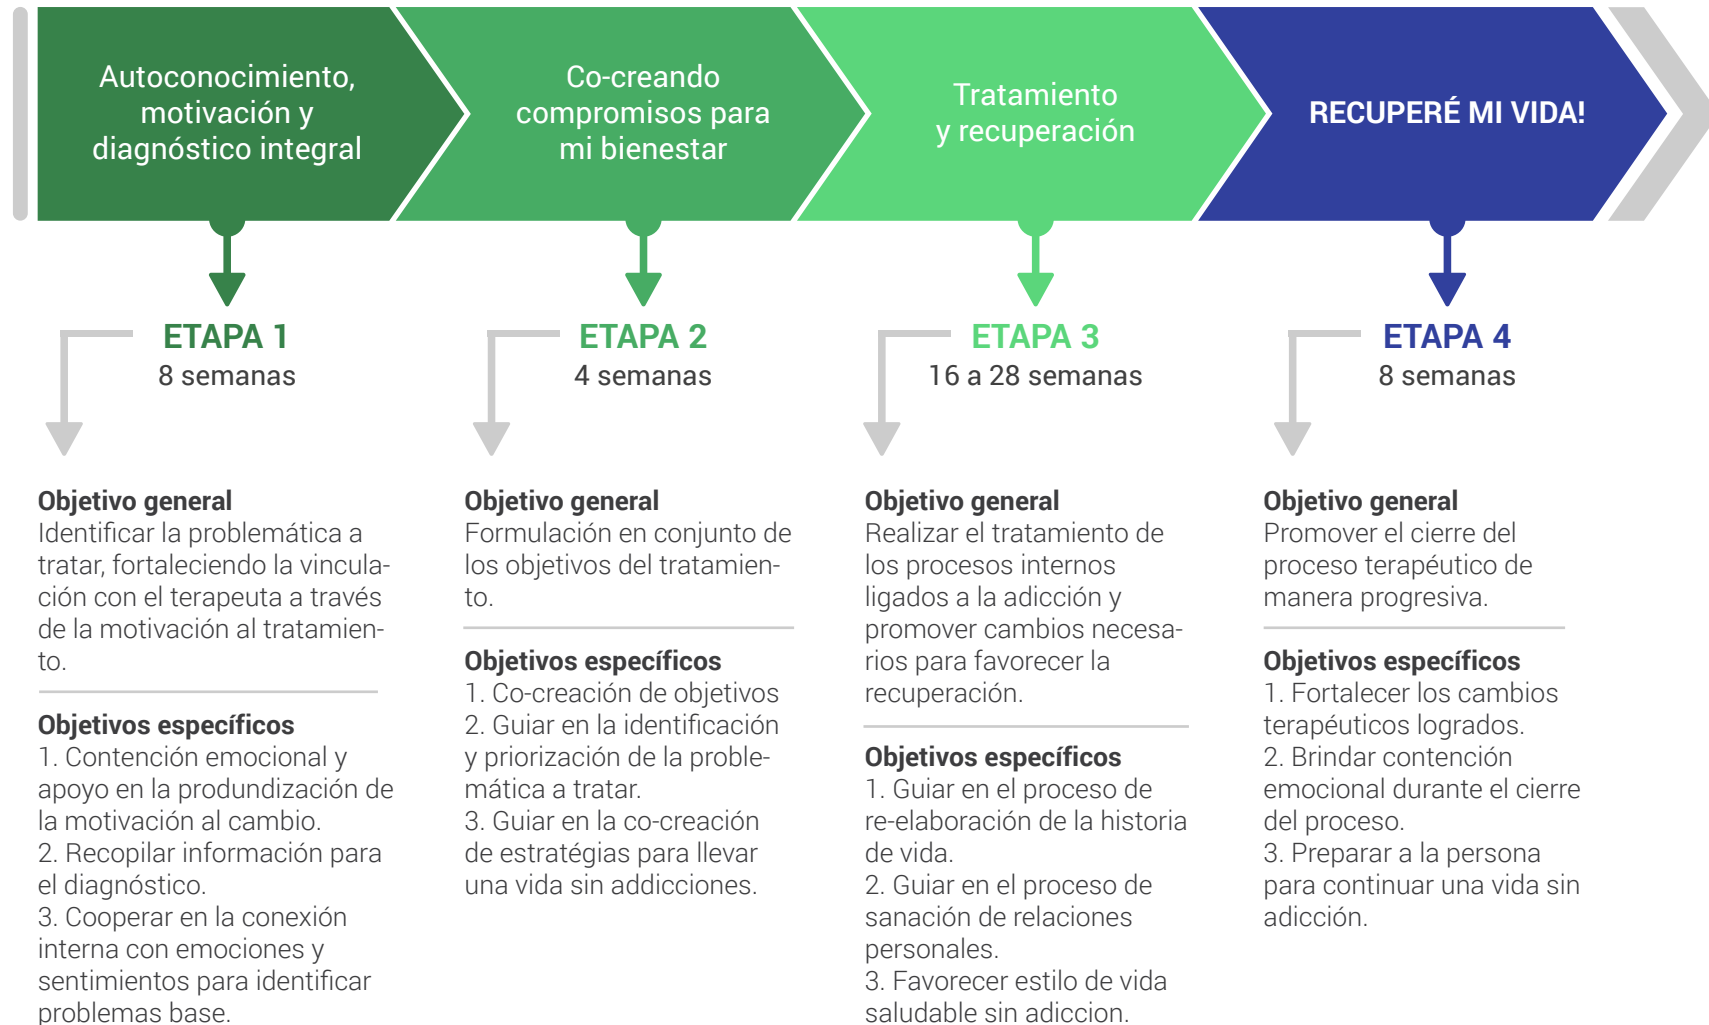 Autoconocimiento,
motivación y
diagnóstico integral
Co-creando
compromisos para
mi bienestar
Tratamiento
y recuperación
RECUPERÉ MI VIDA!
ETAPA 1
8 semanas
Objetivo general
Identificar la problemática a
tratar, fortaleciendo la vincula-
ción con el terapeuta a través
de la motivación al tratamien-
to.
Objetivos específicos
1. Contención emocional y
apoyo en la produndización de
la motivación al cambio.
2. Recopilar información para
el diagnóstico.
3. Cooperar en la conexión
interna con emociones y
sentimientos para identificar
problemas base.
ETAPA 2
4 semanas
Objetivo general
Formulación en conjunto de
los objetivos del tratamien-
to.
Objetivos específicos
1. Co-creación de objetivos
2. Guiar en la identificación
y priorización de la proble-
mática a tratar.
3. Guiar en la co-creación
de estratégias para llevar
una vida sin addicciones.
ETAPA 3
16 a 28 semanas
Objetivo general
Realizar el tratamiento de
los procesos internos
ligados a la adicción y
promover cambios necesa-
rios para favorecer la
recuperación.
Objetivos específicos
1. Guiar en el proceso de
re-elaboración de la historia
de vida.
2. Guiar en el proceso de
sanación de relaciones
personales.
3. Favorecer estilo de vida
saludable sin adiccion.
ETAPA 4
8 semanas
Objetivo general
Promover el cierre del
proceso terapéutico de
manera progresiva.
Objetivos específicos
1. Fortalecer los cambios
terapéuticos logrados.
2. Brindar contención
emocional durante el cierre
del proceso.
3. Preparar a la persona
para continuar una vida sin
adicción.